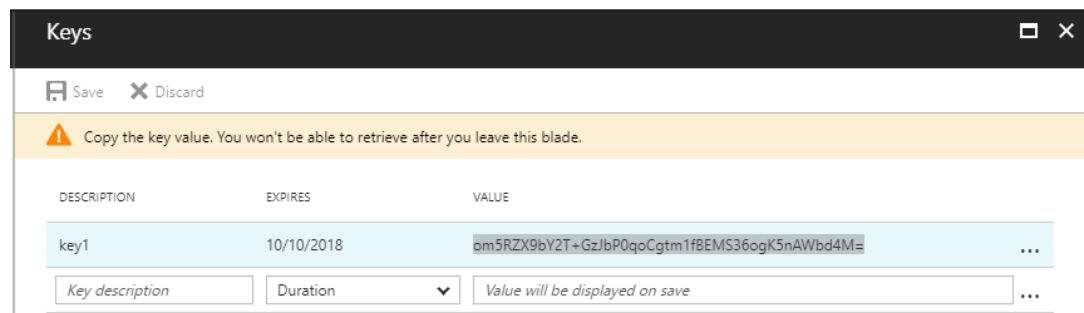 Keys
Save Discard
Copy the key value. You won't be able to retrieve after you leave this blade.
DESCRIPTION EXPIRES VALUE
key1 10/10/2018 om5RZX9bY2T+GzJbP0qoCgtm1fBEMS36ogK5nAWbd4M= ...
Key description Duration Value will be displayed on save ...